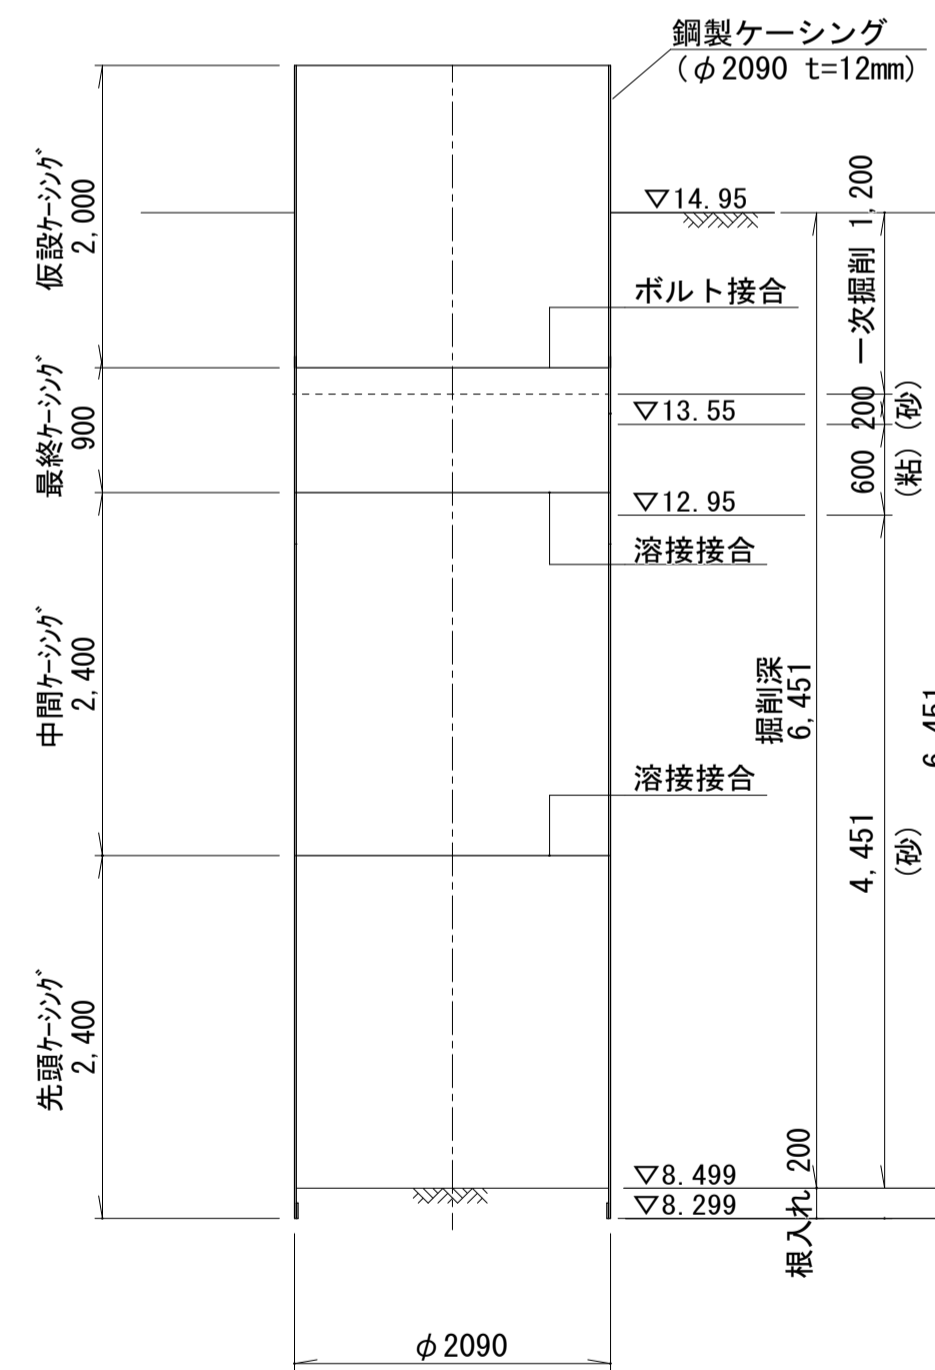 鋼製ケーシング
(φ2090 t=12mm)
仮設ｹｰｼﾝｸﾞ
2,000
▽14.95
一次掘削 1,200
ボルト接合
最終ｹｰｼﾝｸﾞ
900
▽13.55
200
(砂)
600
(粘)
▽12.95
溶接接合
中間ｹｰｼﾝｸﾞ
2,400
掘削深
6,451
溶接接合
4,451
(砂)
先頭ｹｰｼﾝｸﾞ
2,400
▽8.499
▽8.299
根入れ 200
φ2090